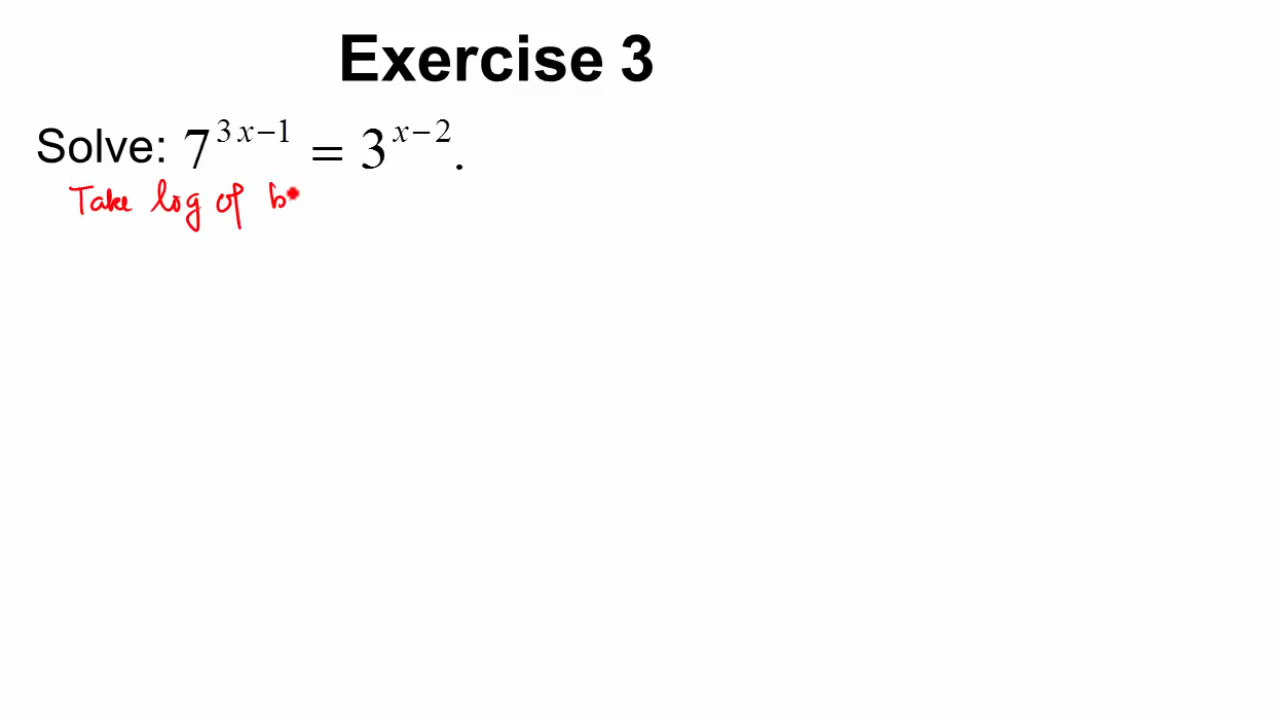 Exercise 3
Solve: 7^{3x−1} = 3^{x−2}.
Take log of b